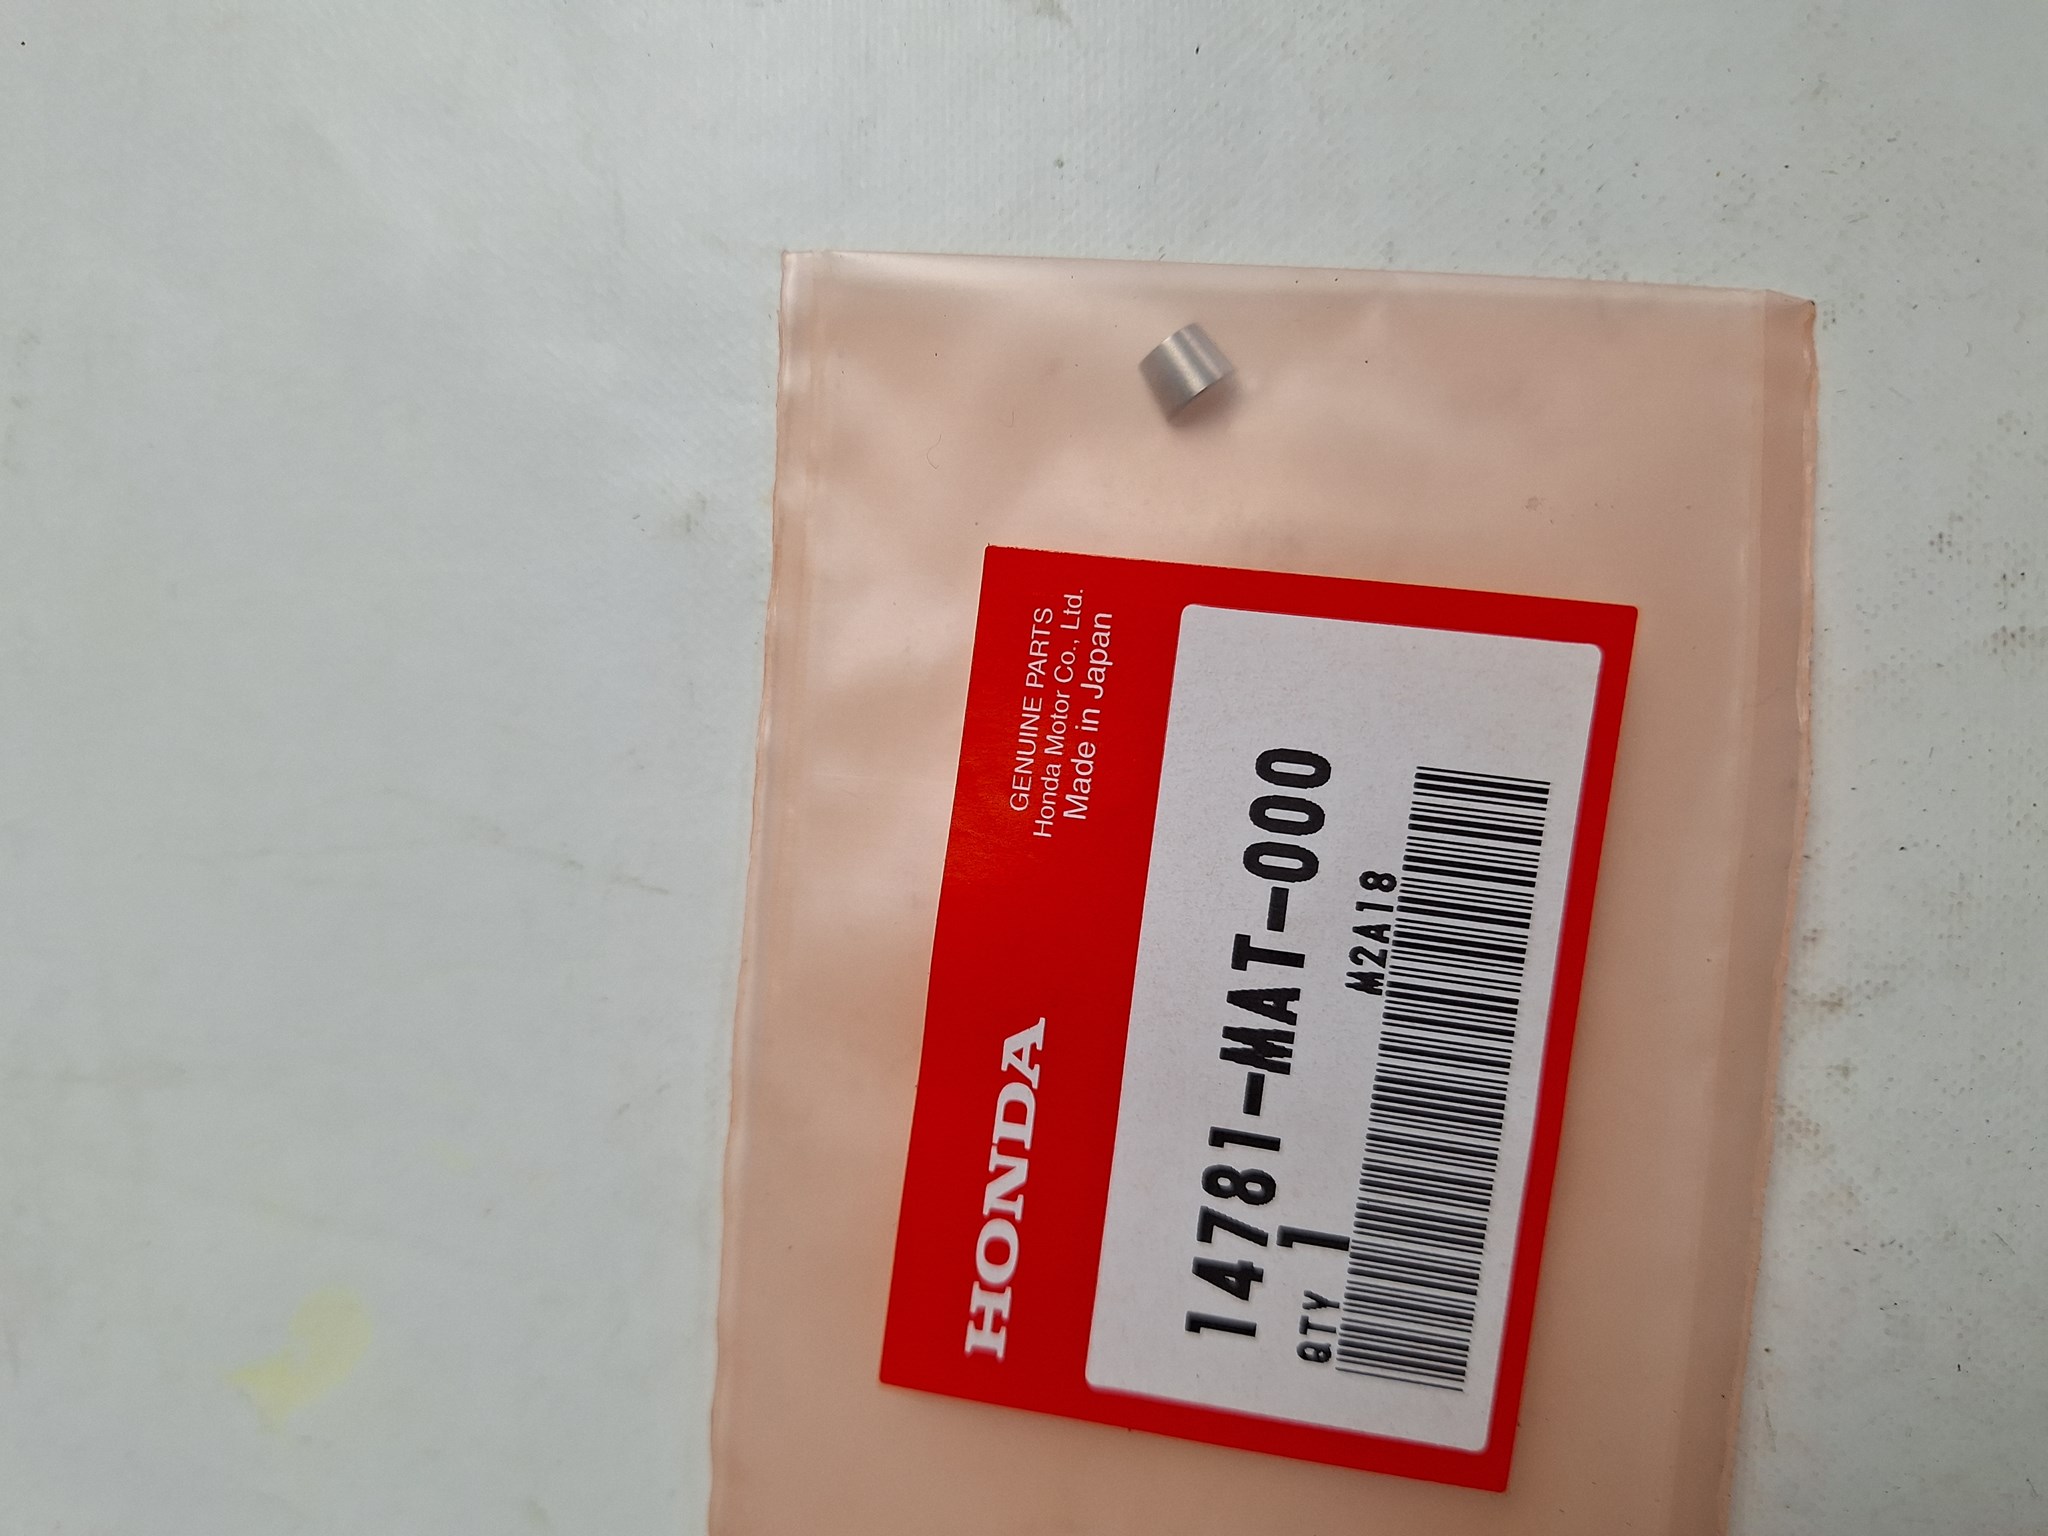 HONDA
GENUINE PARTS
Honda Motor Co., Ltd.
Made in Japan
14781-MAT-000
QTY 1
M2A18